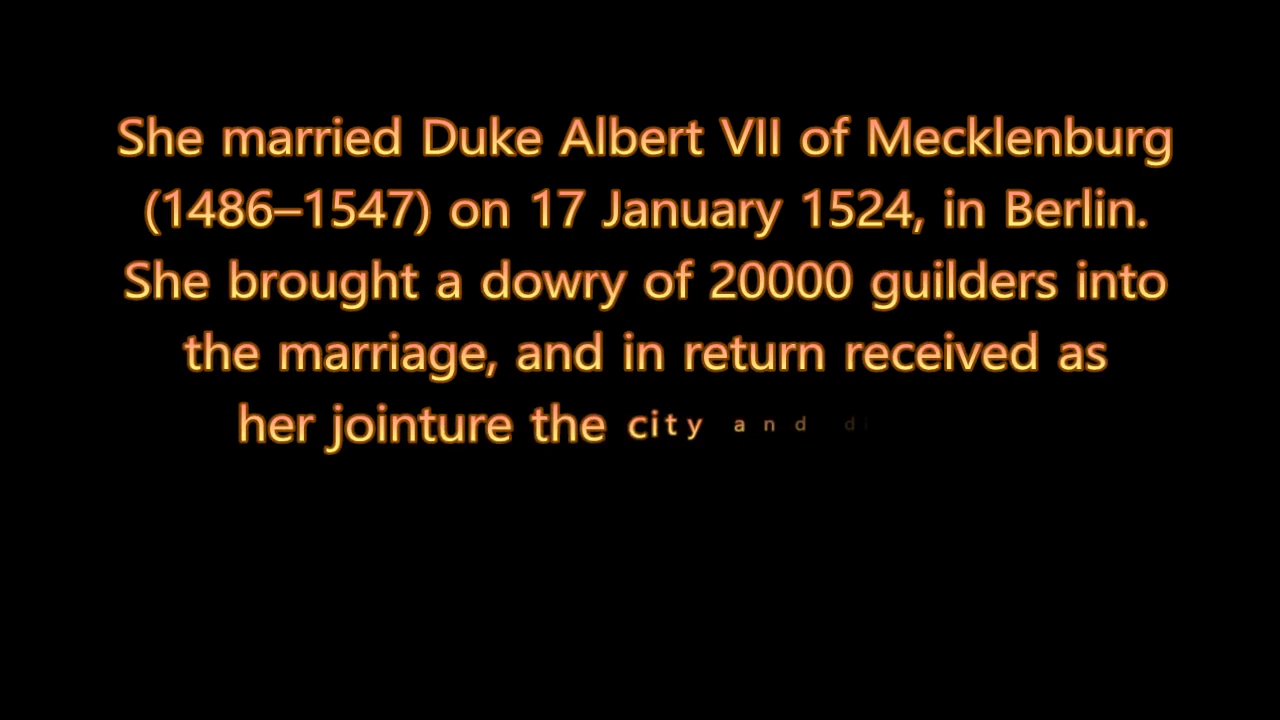 She married Duke Albert VII of Mecklenburg
(1486–1547) on 17 January 1524, in Berlin.
She brought a dowry of 20000 guilders into
the marriage, and in return received as
her jointure the city and